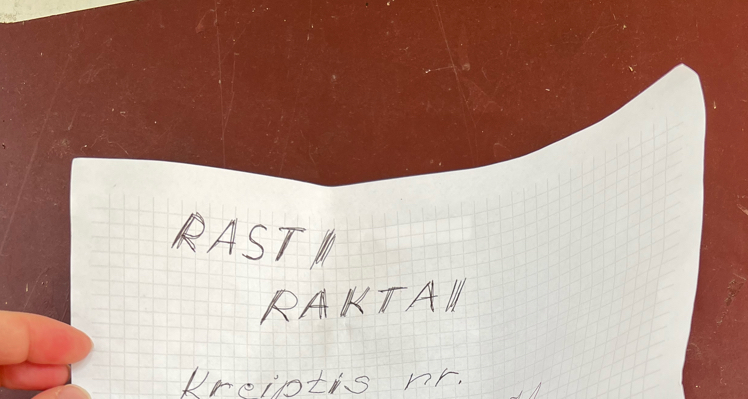 RASTI
RAKTAI
Kreiptis nr.